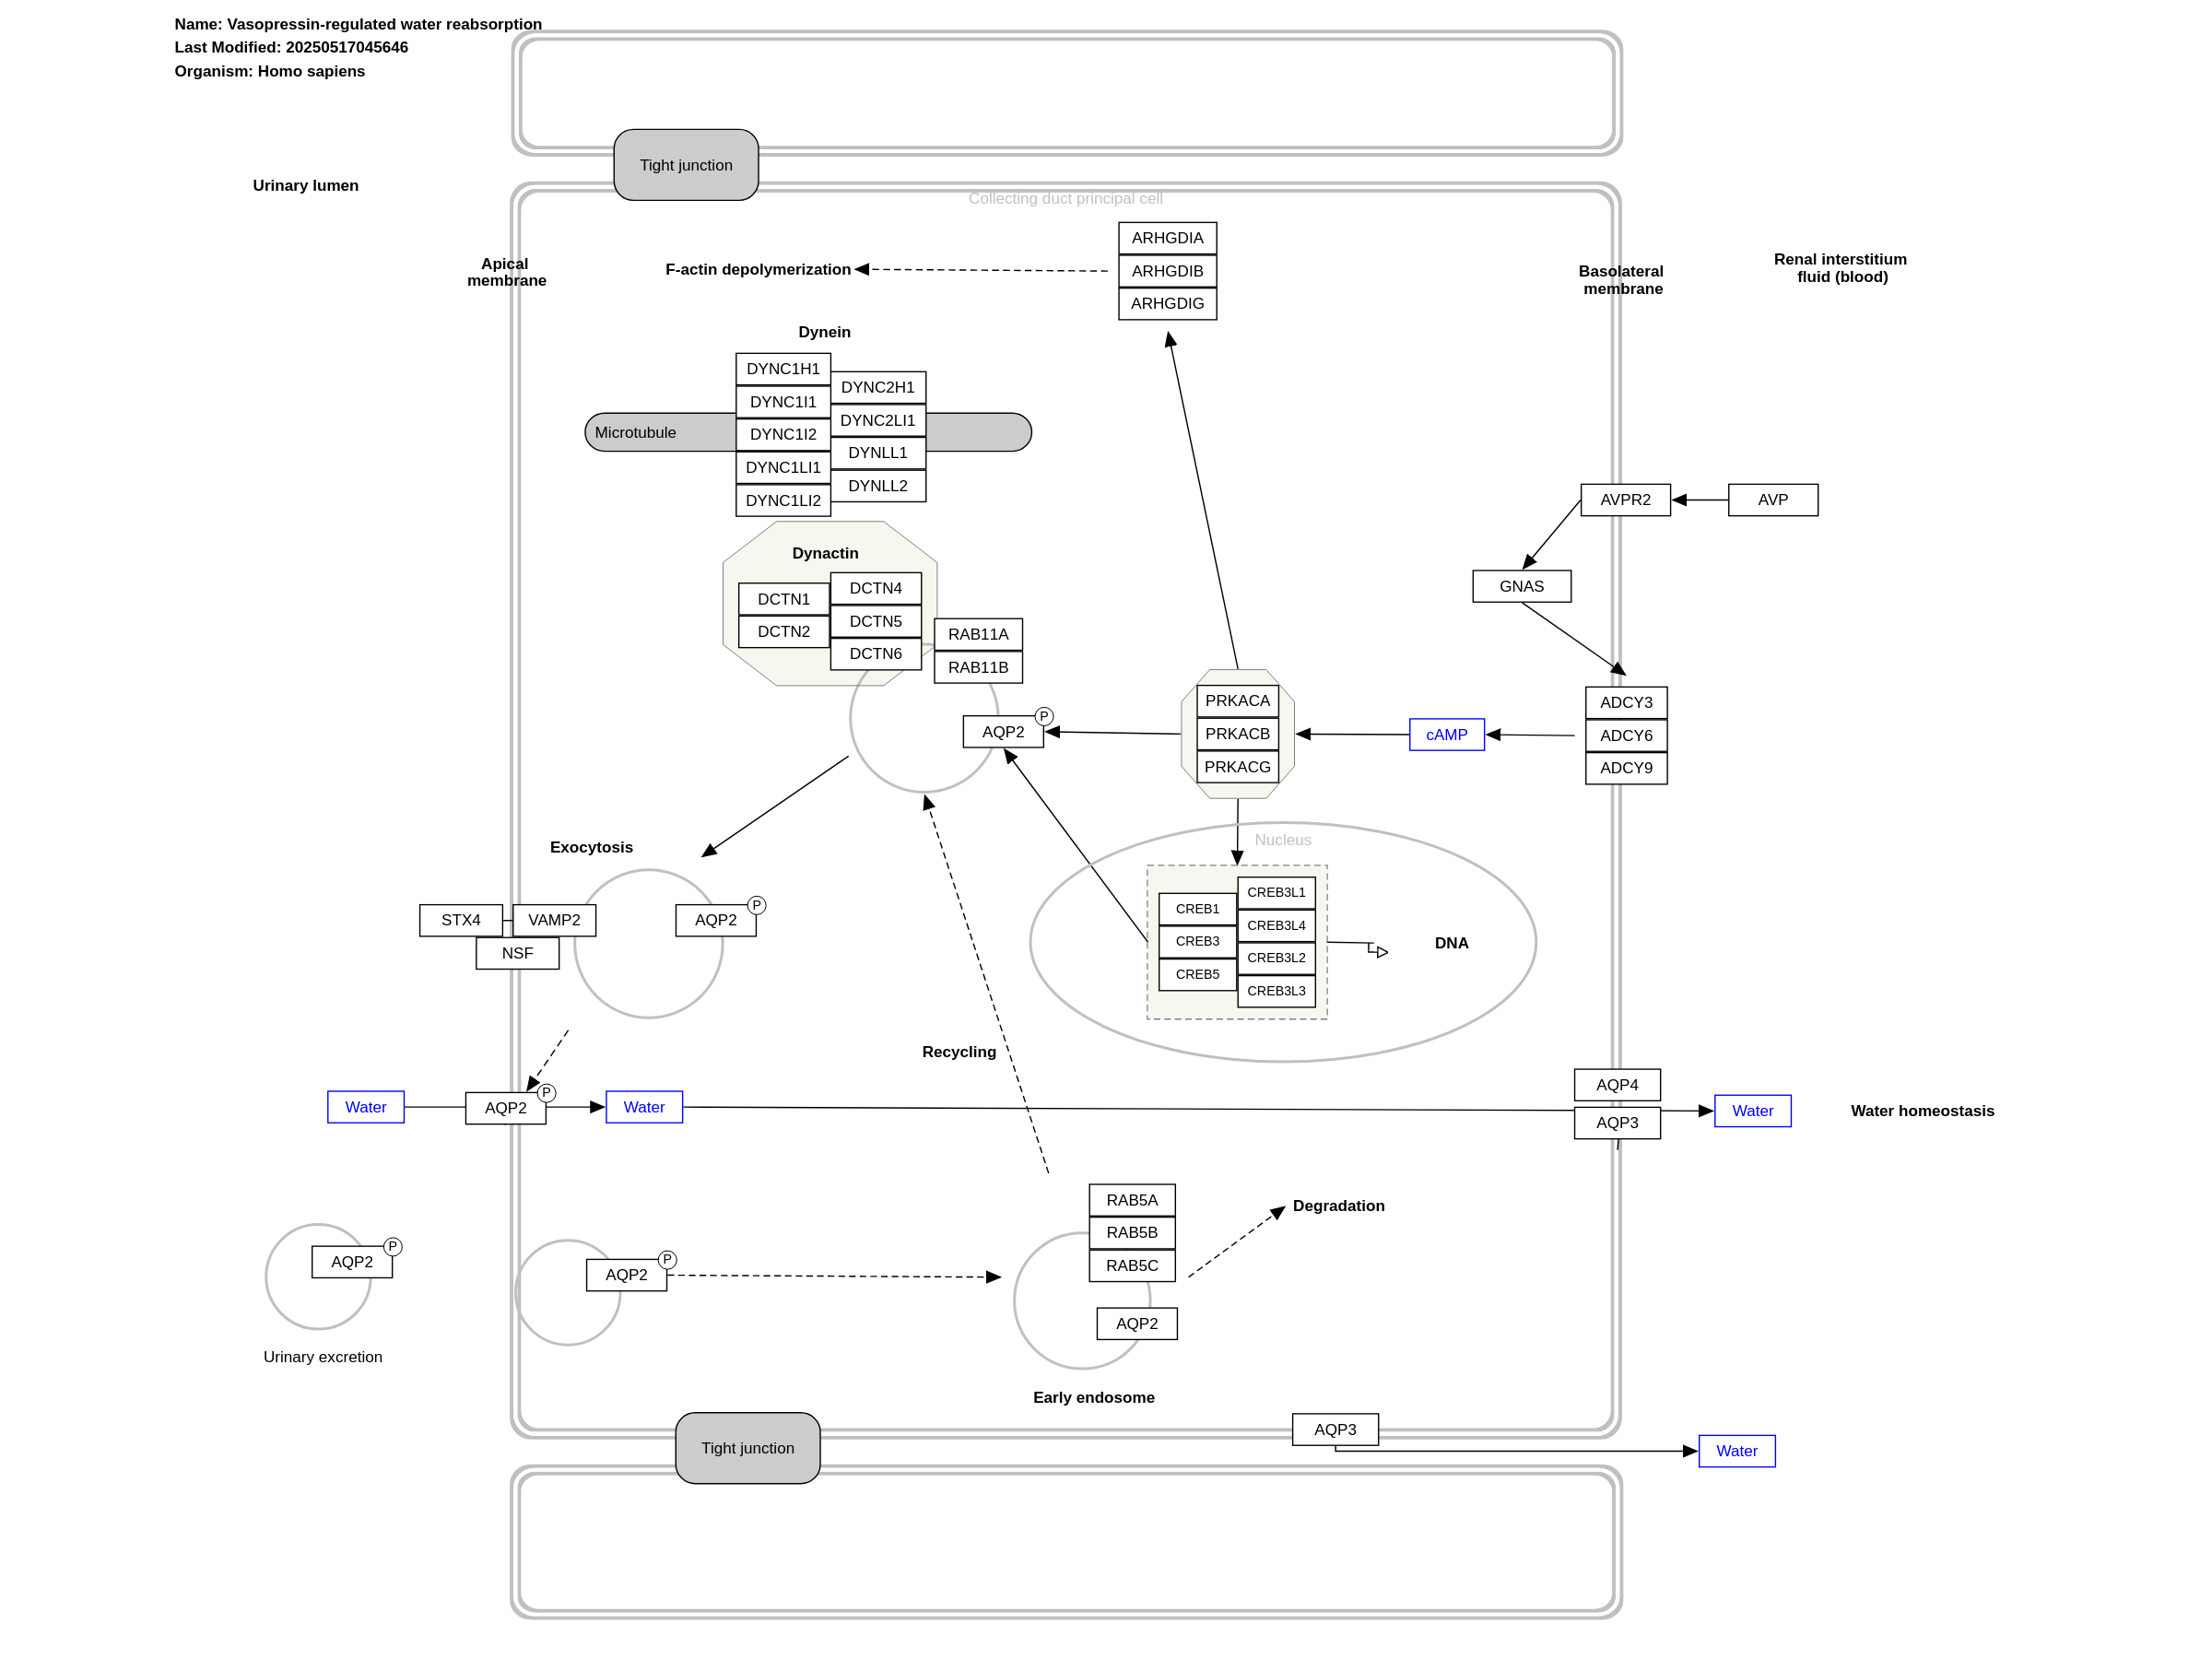 Name: Vasopressin-regulated water reabsorption
Last Modified: 20250517045646
Organism: Homo sapiens
Tight junction
Urinary lumen
Collecting duct principal cell
ARHGDIA
ARHGDIB
ARHGDIG
F-actin depolymerization
Apical
membrane
Basolateral
membrane
Renal interstitium
fluid (blood)
Dynein
DYNC1H1
DYNC1I1
DYNC1I2
DYNC1LI1
DYNC1LI2
DYNC2H1
DYNC2LI1
DYNLL1
DYNLL2
Microtubule
AVPR2
AVP
Dynactin
DCTN1
DCTN2
DCTN4
DCTN5
DCTN6
GNAS
RAB11A
RAB11B
AQP2
P
PRKACA
PRKACB
PRKACG
cAMP
ADCY3
ADCY6
ADCY9
Exocytosis
Nucleus
STX4
VAMP2
NSF
AQP2
P
CREB1
CREB3
CREB5
CREB3L1
CREB3L4
CREB3L2
CREB3L3
DNA
Recycling
Water
AQP2
P
Water
AQP4
AQP3
Water
Water homeostasis
RAB5A
RAB5B
RAB5C
AQP2
Degradation
AQP2
P
AQP2
P
Urinary excretion
Early endosome
Tight junction
AQP3
Water